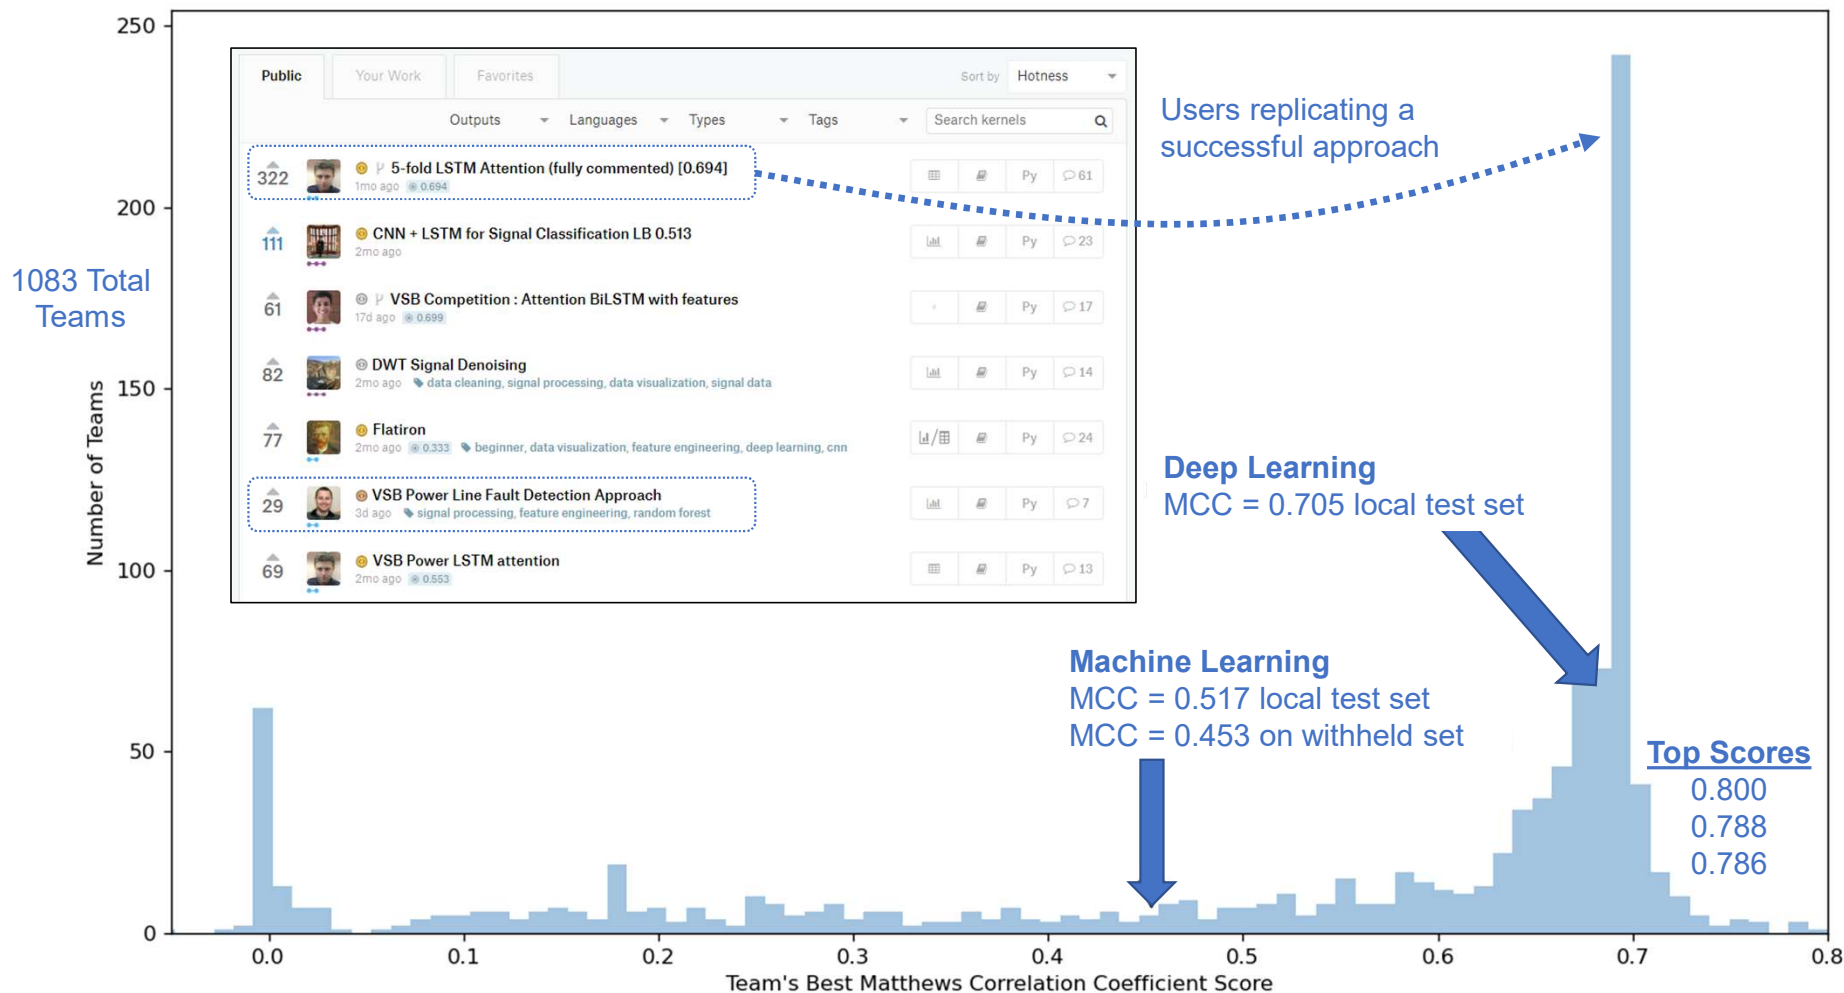 250
200
150
100
50
0
Number of Teams
1083 Total
Teams
Public Your Work Favorites Sort by Hotness
Outputs Languages Types Tags Search kernels
322 5-fold LSTM Attention (fully commented) [0.694] Py 61
1mo ago 0.694
111 CNN + LSTM for Signal Classification LB 0.513 Py 23
2mo ago
61 VSB Competition : Attention BiLSTM with features Py 17
17d ago 0.699
82 DWT Signal Denoising Py 14
2mo ago data cleaning, signal processing, data visualization, signal data
77 Flatiron Py 24
2mo ago 0.333 beginner, data visualization, feature engineering, deep learning, cnn
29 VSB Power Line Fault Detection Approach Py 7
3d ago signal processing, feature engineering, random forest
69 VSB Power LSTM attention Py 13
2mo ago 0.553
Users replicating a
successful approach
Deep Learning
MCC = 0.705 local test set
Machine Learning
MCC = 0.517 local test set
MCC = 0.453 on withheld set
Top Scores
0.800
0.788
0.786
0.0 0.1 0.2 0.3 0.4 0.5 0.6 0.7 0.8
Team's Best Matthews Correlation Coefficient Score